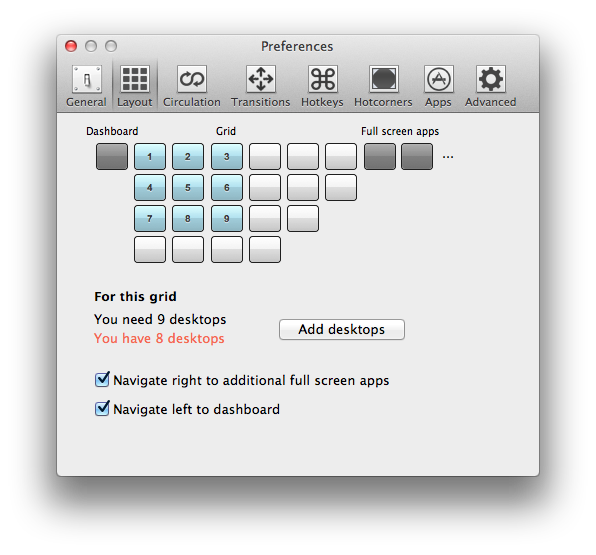 Preferences
General Layout Circulation Transitions Hotkeys Hotcorners Apps Advanced
Dashboard Grid Full screen apps
1 2 3 ...
4 5 6
7 8 9
For this grid
You need 9 desktops
You have 8 desktops
Add desktops
Navigate right to additional full screen apps
Navigate left to dashboard